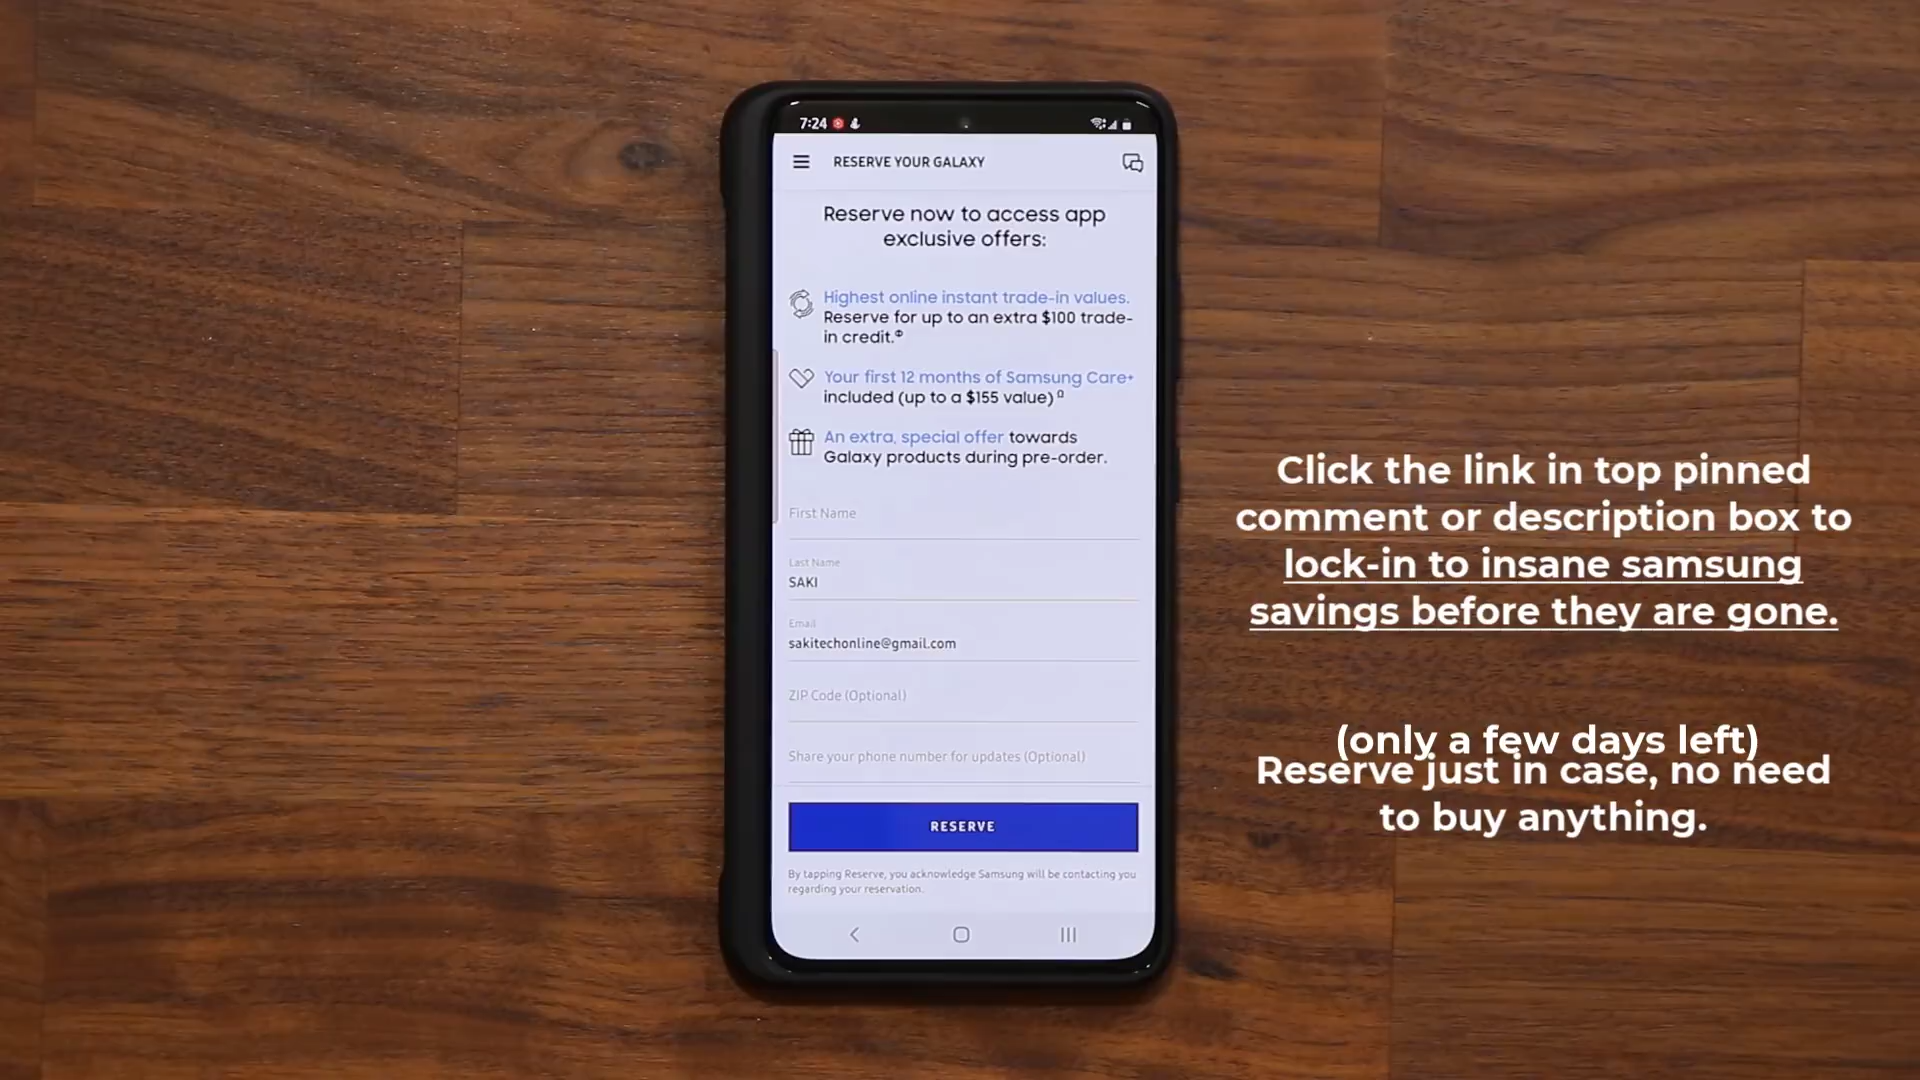 7:24
RESERVE YOUR GALAXY
Reserve now to access app
exclusive offers:
Highest online instant trade-in values.
Reserve for up to an extra $100 trade-
in credit.⁠Φ
Your first 12 months of Samsung Care+
included (up to a $155 value) Ω
An extra, special offer towards
Galaxy products during pre-order.
First Name
Last Name
SAKI
Email
sakitechonline@gmail.com
ZIP Code (Optional)
Share your phone number for updates (Optional)
RESERVE
By tapping Reserve, you acknowledge Samsung will be contacting you
regarding your reservation.
Click the link in top pinned
comment or description box to
lock-in to insane samsung
savings before they are gone.
(only a few days left)
Reserve just in case, no need
to buy anything.